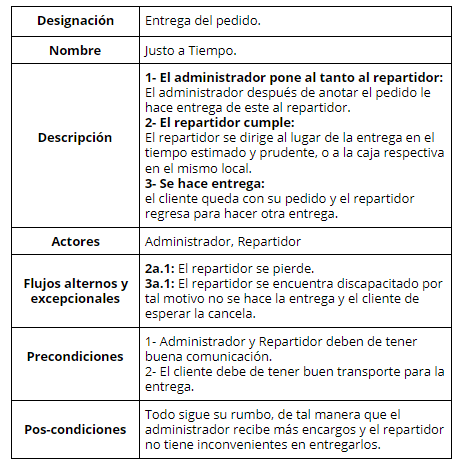 Designación
Entrega del pedido.
Nombre
Justo a Tiempo.
Descripción
1- El administrador pone al tanto al repartidor:
El administrador después de anotar el pedido le
hace entrega de este al repartidor.
2- El repartidor cumple:
El repartidor se dirige al lugar de la entrega en el
tiempo estimado y prudente, o a la caja respectiva
en el mismo local.
3- Se hace entrega:
el cliente queda con su pedido y el repartidor
regresa para hacer otra entrega.
Actores
Administrador, Repartidor
Flujos alternos y
excepcionales
2a.1: El repartidor se pierde.
3a.1: El repartidor se encuentra discapacitado por
tal motivo no se hace la entrega y el cliente de
esperar la cancela.
Precondiciones
1- Administrador y Repartidor deben de tener
buena comunicación.
2- El cliente debe de tener buen transporte para la
entrega.
Pos-condiciones
Todo sigue su rumbo, de tal manera que el
administrador recibe más encargos y el repartidor
no tiene inconvenientes en entregarlos.